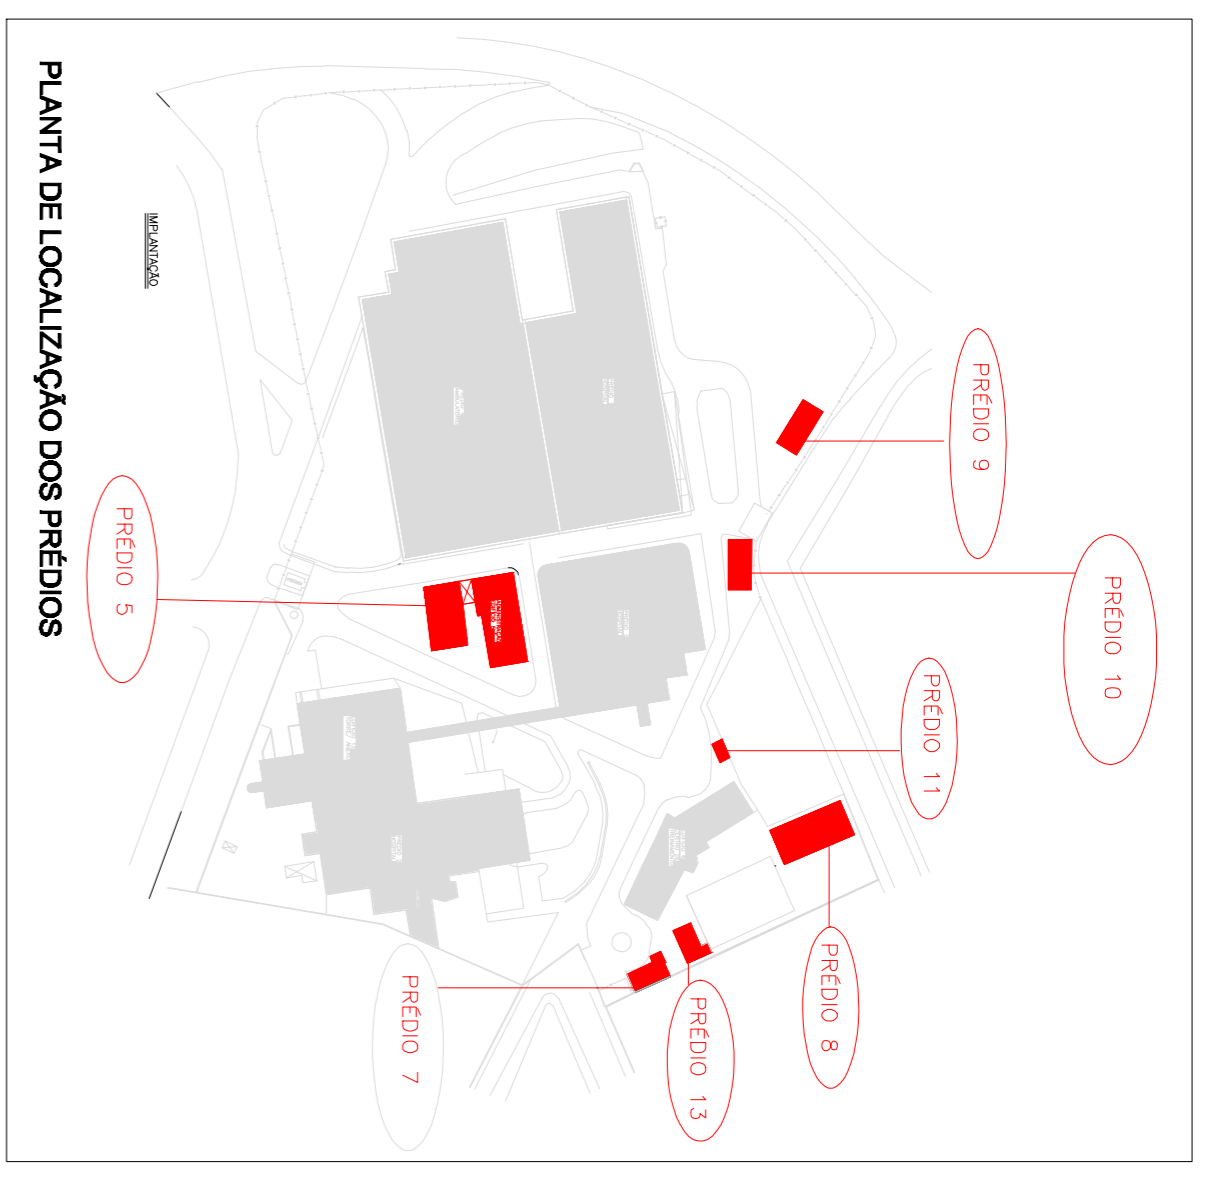 PLANTA DE LOCALIZAÇÃO DOS PRÉDIOS
IMPLANTAÇÃO
PRÉDIO 9
PRÉDIO 10
PRÉDIO 11
PRÉDIO 8
PRÉDIO 13
PRÉDIO 7
PRÉDIO 5